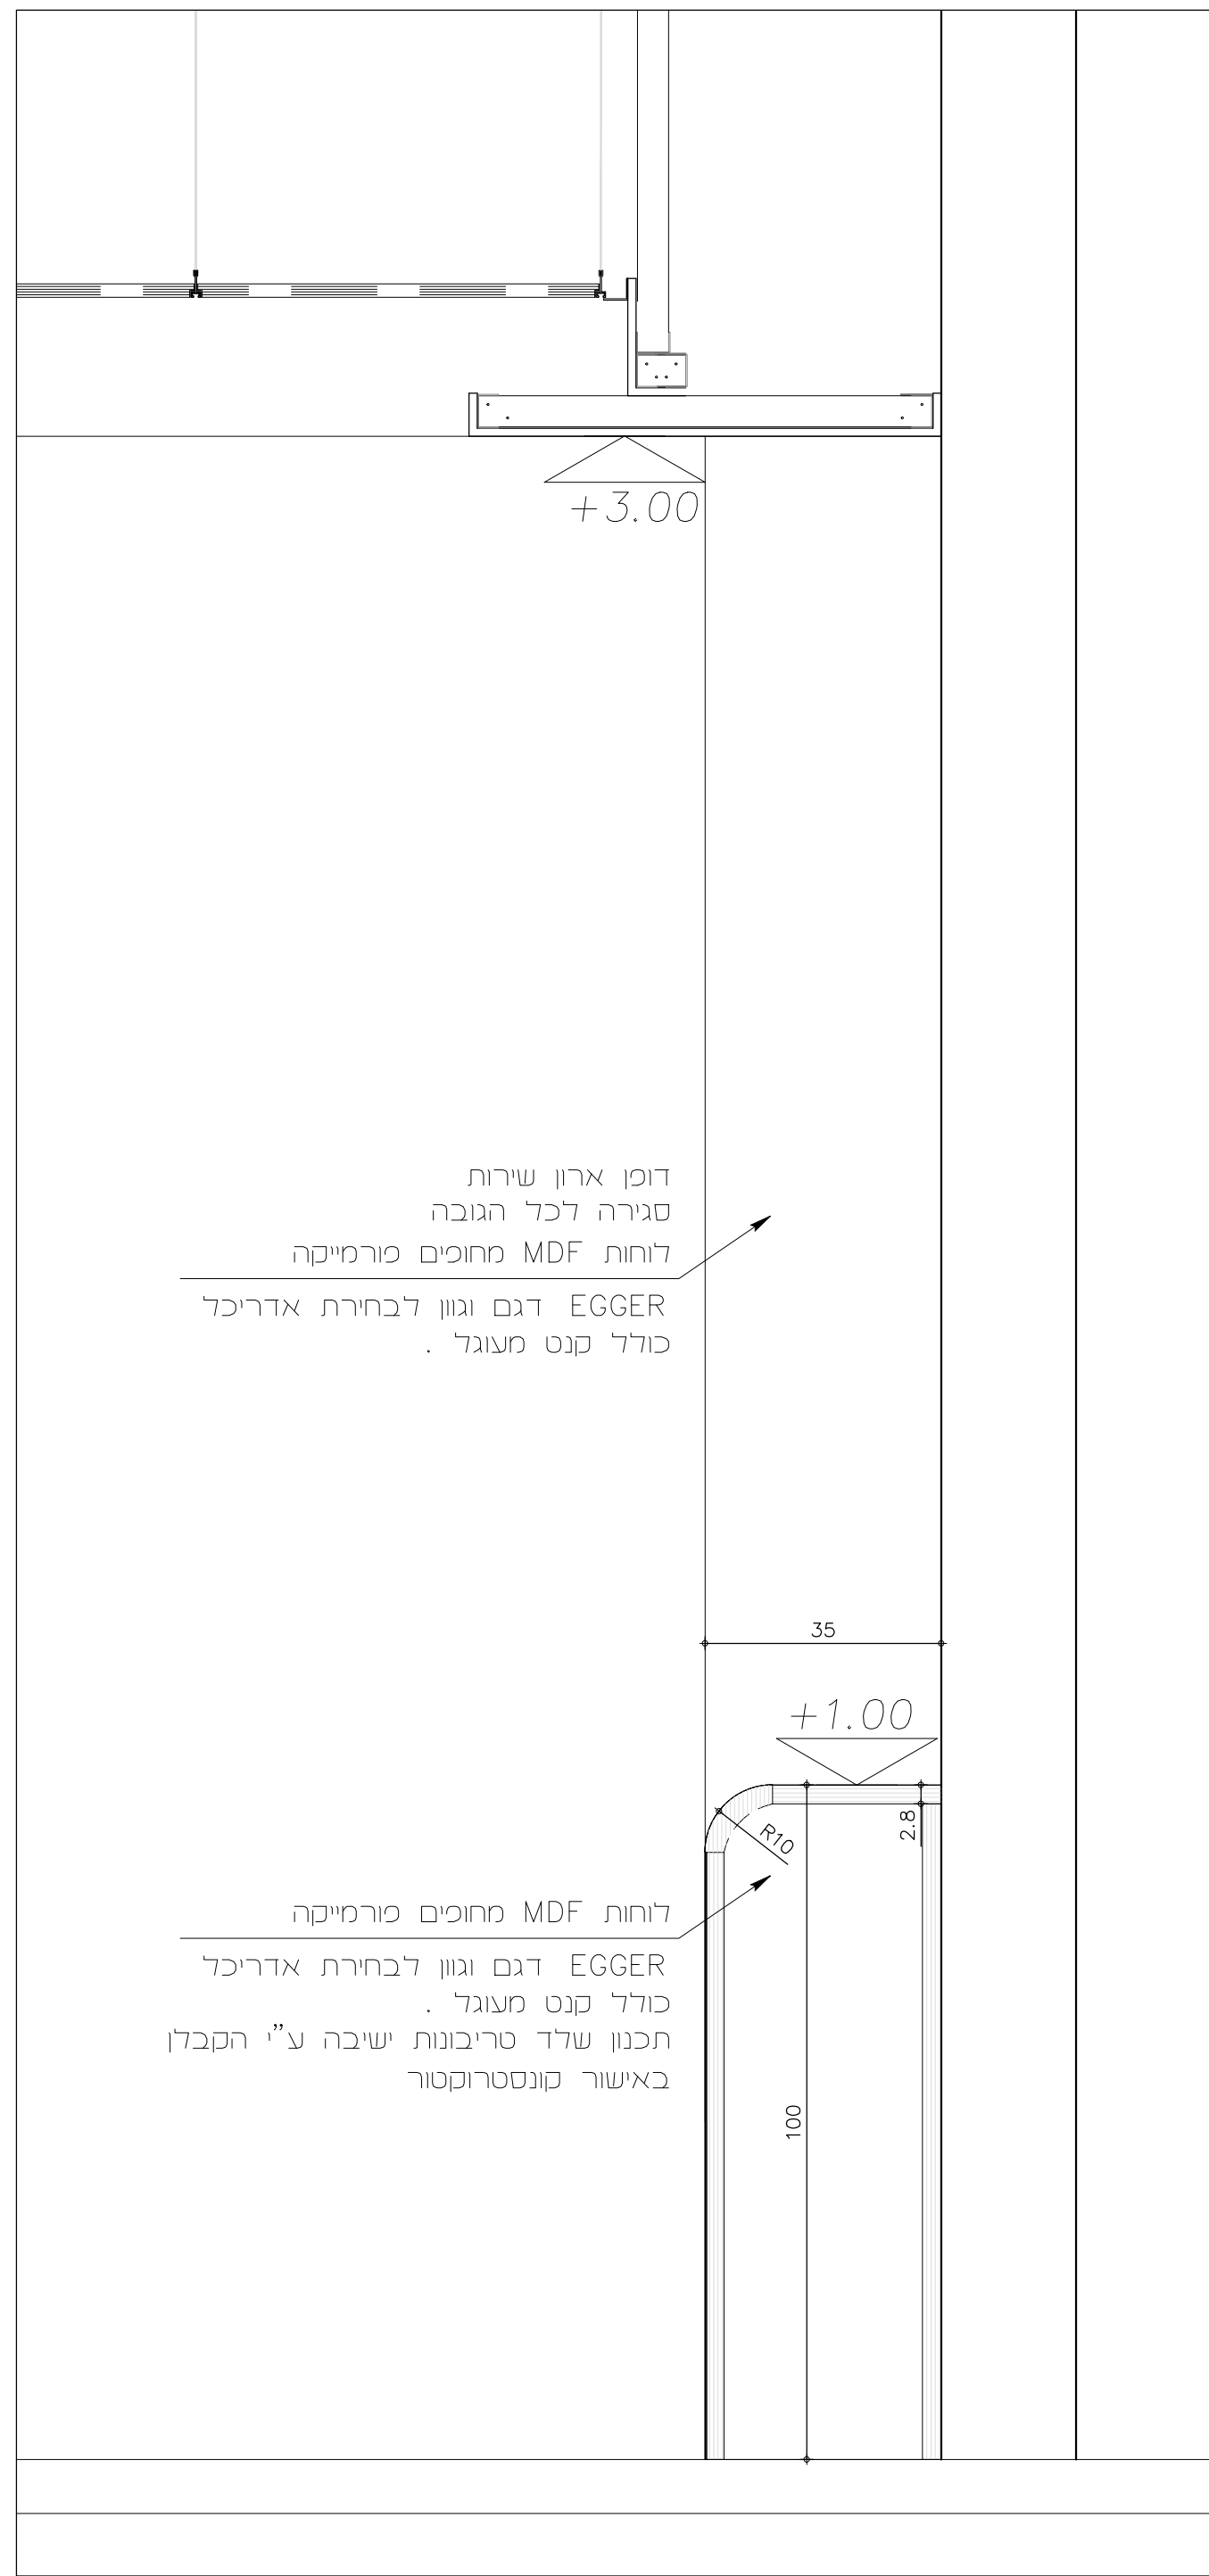 +3.00
דופן ארון שירות
סגירה לכל הגובה
לוחות MDF מחופים פורמייקה
EGGER דגם וגוון לבחירת אדריכל
כולל קנט מעוגל .
35
+1.00
2.8
R10
לוחות MDF מחופים פורמייקה
EGGER דגם וגוון לבחירת אדריכל
כולל קנט מעוגל .
תכנון שלד טריבונות ישיבה ע"י הקבלן
באישור קונסטרוקטור
100